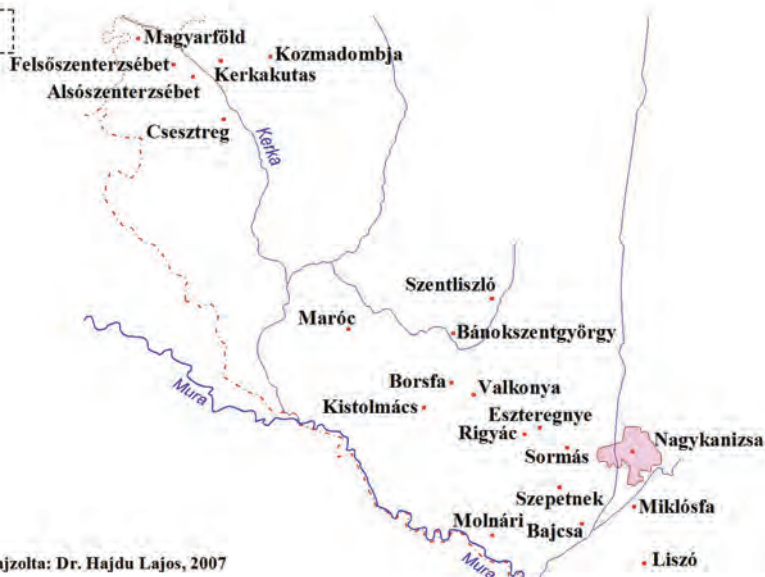 Magyarföld
Kozmadombja
Felsőszenterzsébet
Kerkakutas
Alsószenterzsébet
Csesztreg
Kerka
Szentliszló
Maróc
Bánokszentgyörgy
Borsfa
Valkonya
Mura
Kistolmács
Eszteregnye
Rigyác
Nagykanizsa
Sormás
Szepetnek
Miklósfa
Molnári
Bajcsa
Liszó
Mura
ajzolta: Dr. Hajdu Lajos, 2007